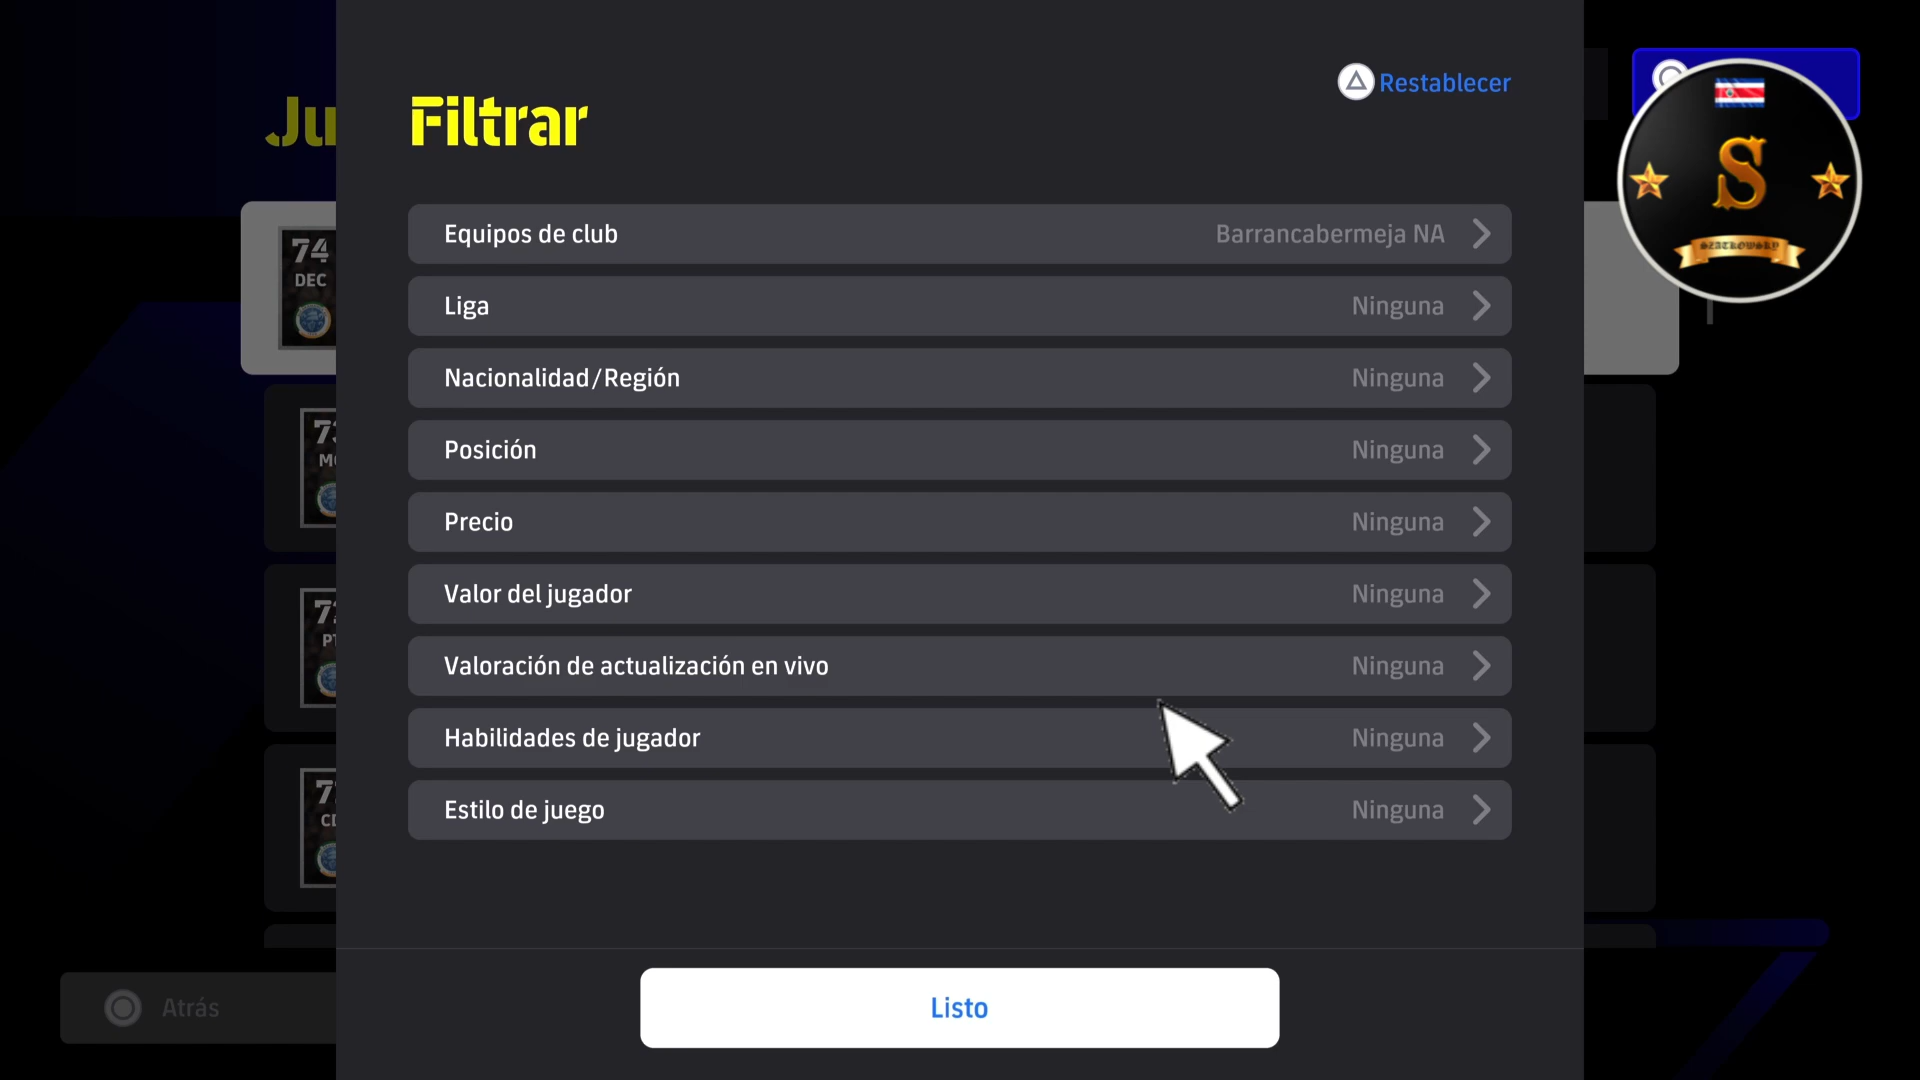 Restablecer
Filtrar
Ju
S
SZATKOWSKY
Equipos de club Barrancabermeja NA
74
DEC
Liga Ninguna
Nacionalidad/Región Ninguna
Posición Ninguna
Precio Ninguna
Valor del jugador Ninguna
Valoración de actualización en vivo Ninguna
Habilidades de jugador Ninguna
Estilo de juego Ninguna
Atrás
Listo